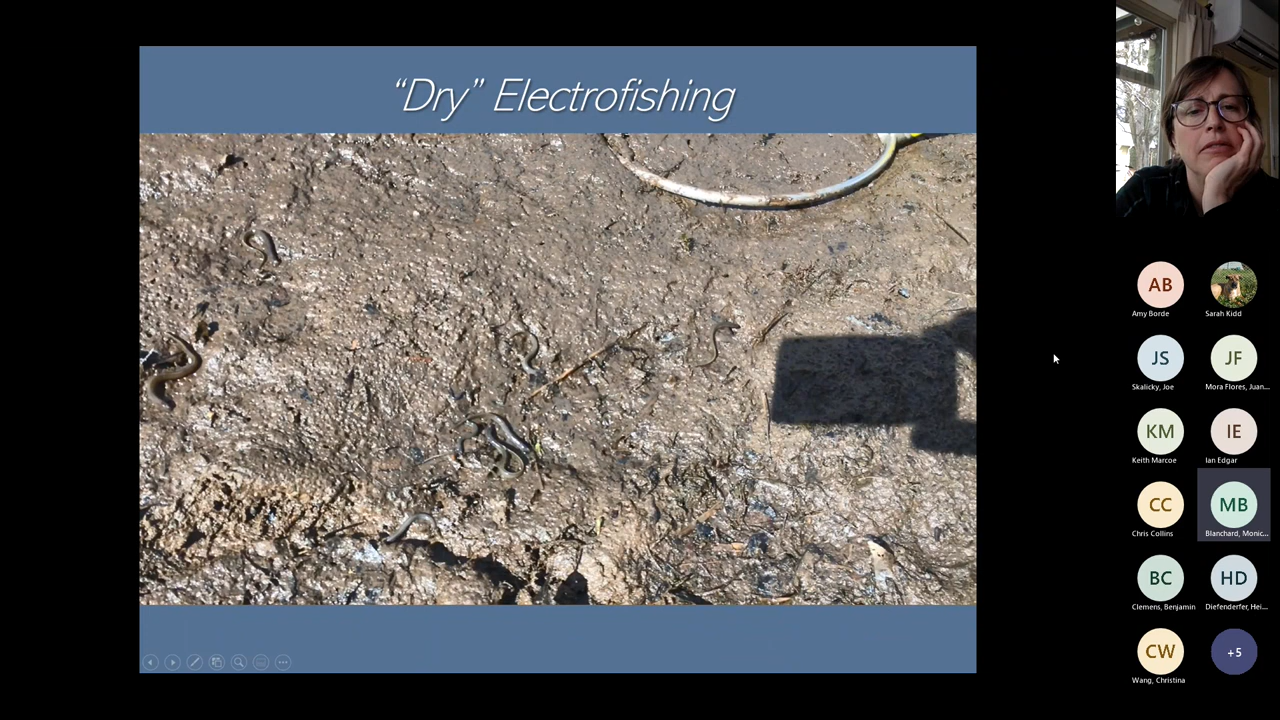 “Dry” Electrofishing
AB
Amy Borde
Sarah Kidd
JS
Skalicky, Joe
JF
Mora Flores, Juan...
KM
Keith Marcoe
IE
Ian Edgar
CC
Chris Collins
MB
Blanchard, Monic...
BC
Clemens, Benjamin
HD
Diefenderfer, Hei...
CW
Wang, Christina
+5